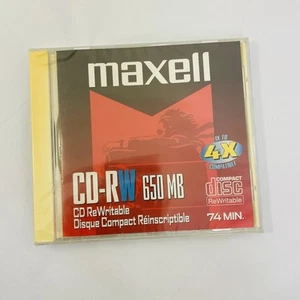 maxell
UP TO
4X
COMPATIBLE
CD-RW 650 MB
CD ReWritable
Disque Compact Réinscriptible
COMPACT
disc
ReWritable
74 MIN.